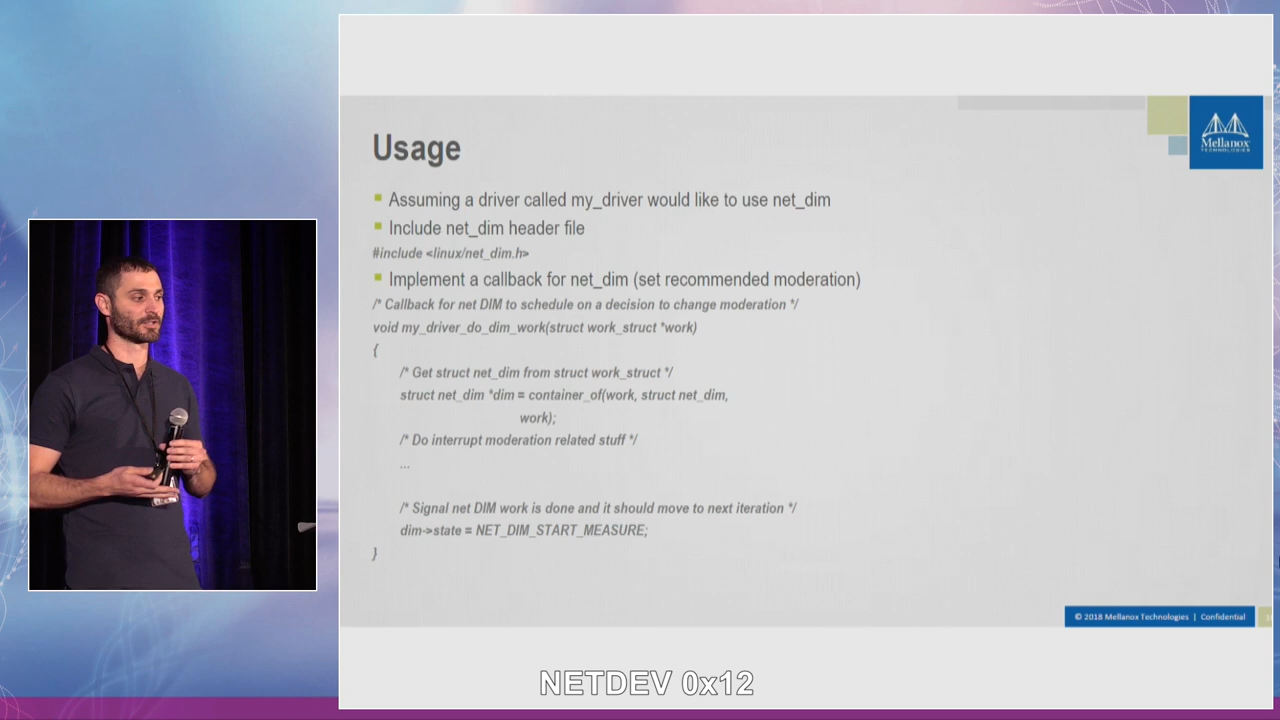 Usage
Mellanox
TECHNOLOGIES
Assuming a driver called my_driver would like to use net_dim
Include net_dim header file
#include <linux/net_dim.h>
Implement a callback for net_dim (set recommended moderation)
/* Callback for net DIM to schedule on a decision to change moderation */
void my_driver_do_dim_work(struct work_struct *work)
{
/* Get struct net_dim from struct work_struct */
struct net_dim *dim = container_of(work, struct net_dim,
work);
/* Do interrupt moderation related stuff */
...
/* Signal net DIM work is done and it should move to next iteration */
dim->state = NET_DIM_START_MEASURE;
}
© 2018 Mellanox Technologies | Confidential
NETDEV 0x12